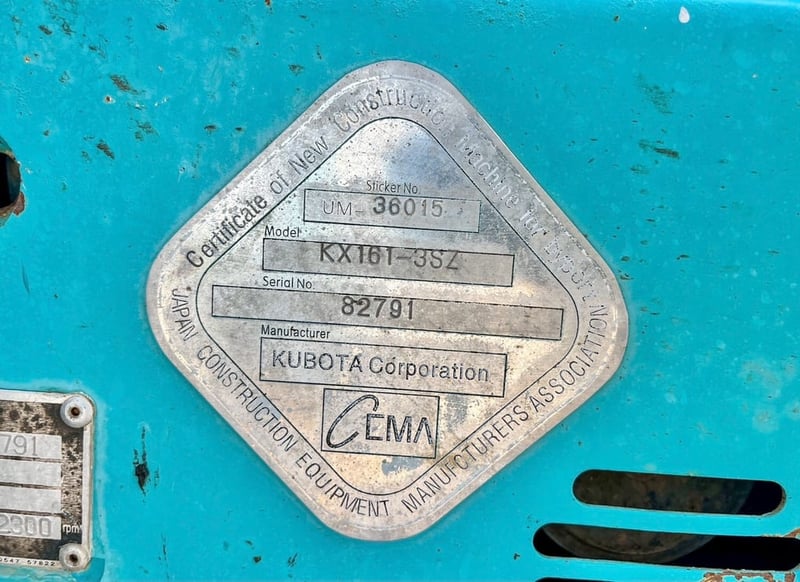 Certificate of New Construction Machine for Export N
Sticker No.
UM- 36015
Model
KX161-3SZ
Serial No.
82791
Manufacturer
KUBOTA Corporation
CEMA
JAPAN CONSTRUCTION EQUIPMENT MANUFACTURERS ASSOCIATION
791
2300 rpm
57822